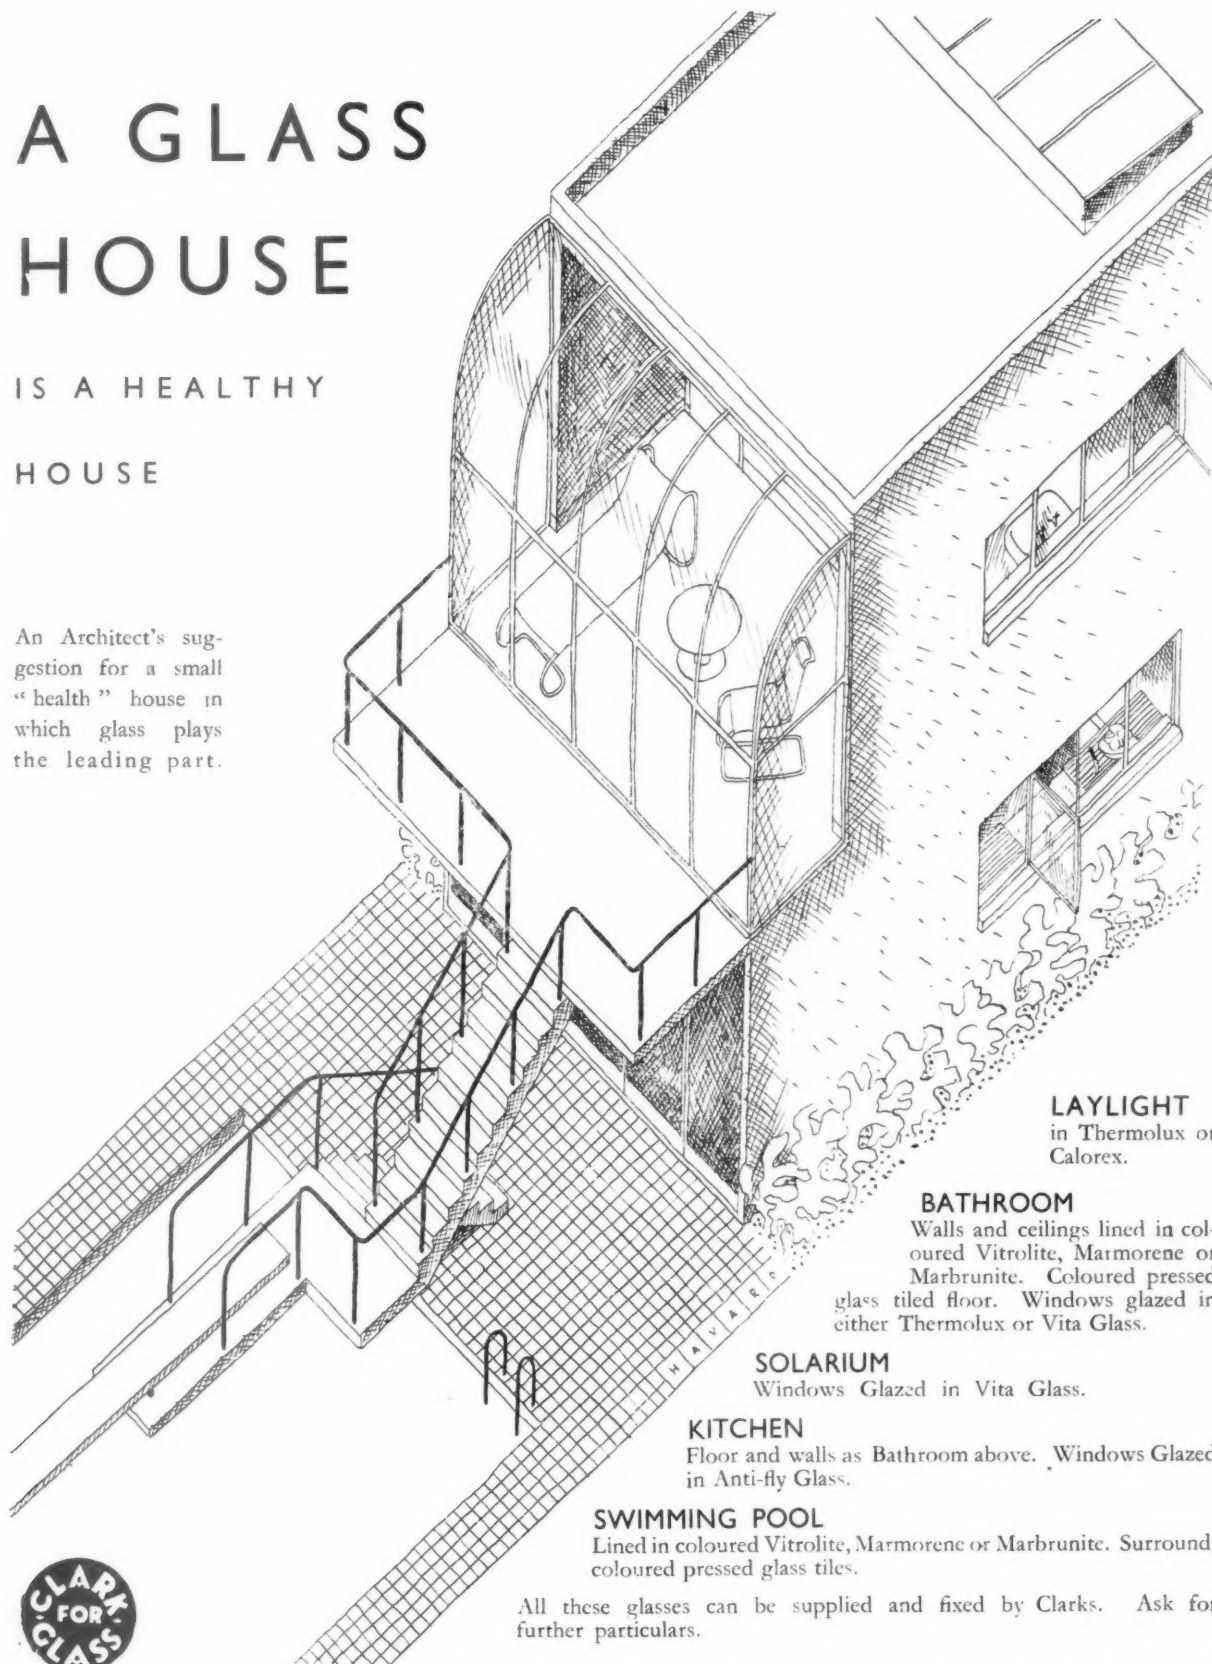 A GLASS
HOUSE
IS A HEALTHY
HOUSE
An Architect's sug-
gestion for a small
“ health ” house in
which glass plays
the leading part.
HAVARD
LAYLIGHT
in Thermolux or
Calorex.
BATHROOM
Walls and ceilings lined in col-
oured Vitrolite, Marmorene or
Marbrunite. Coloured pressed
glass tiled floor. Windows glazed in
either Thermolux or Vita Glass.
SOLARIUM
Windows Glazed in Vita Glass.
KITCHEN
Floor and walls as Bathroom above. Windows Glazed
in Anti-fly Glass.
SWIMMING POOL
Lined in coloured Vitrolite, Marmorene or Marbrunite. Surround
coloured pressed glass tiles.
All these glasses can be supplied and fixed by Clarks. Ask for
further particulars.
CLARK
FOR
GLASS